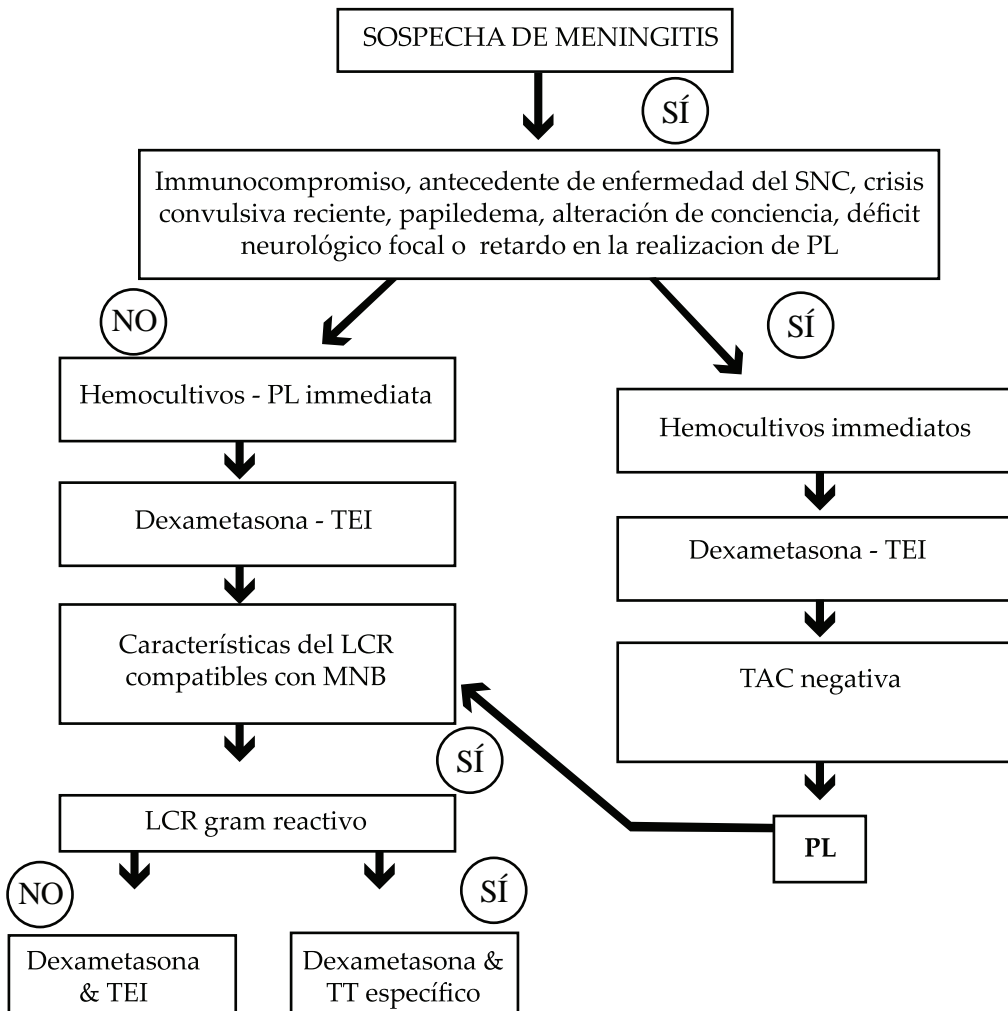 SOSPECHA DE MENINGITIS
SÍ
Immunocompromiso, antecedente de enfermedad del SNC, crisis
convulsiva reciente, papiledema, alteración de conciencia, déficit
neurológico focal o retardo en la realizacion de PL
NO
SÍ
Hemocultivos - PL immediata
Hemocultivos immediatos
Dexametasona - TEI
Dexametasona - TEI
Características del LCR
compatibles con MNB
TAC negativa
SÍ
LCR gram reactivo
PL
NO
SÍ
Dexametasona
& TEI
Dexametasona &
TT específico